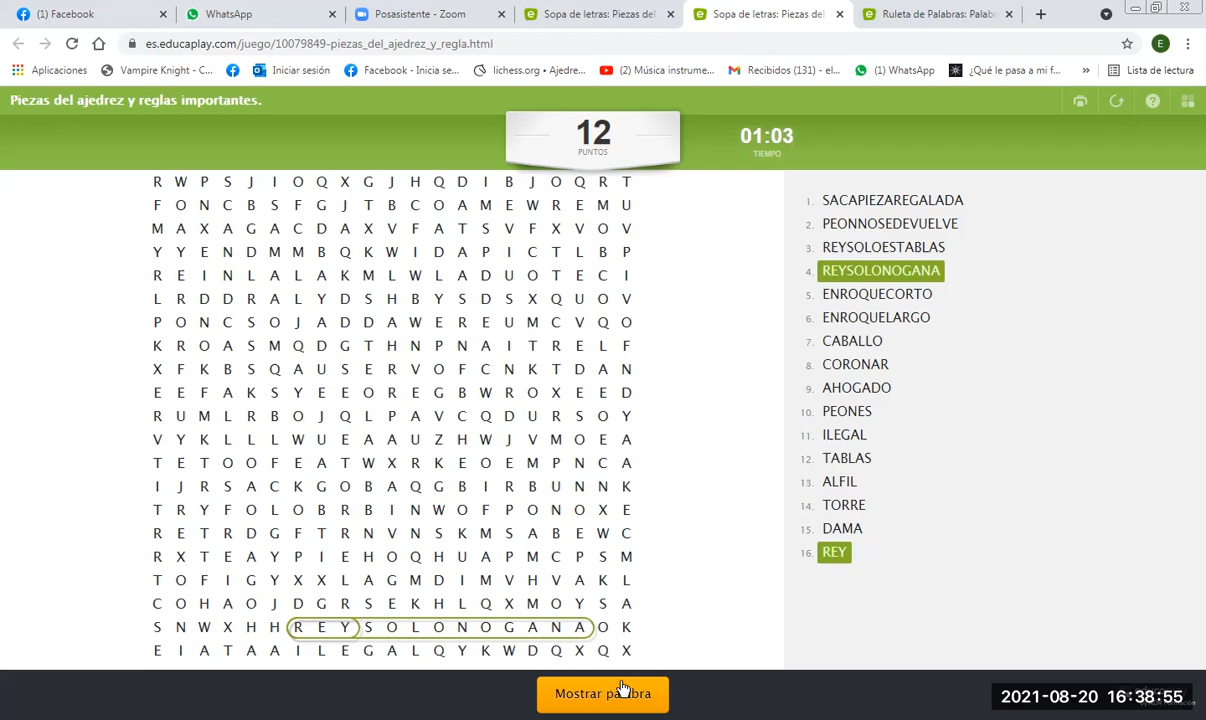 (1) Facebook
WhatsApp
Posasistente - Zoom
Sopa de letras: Piezas del
Sopa de letras: Piezas del
Ruleta de Palabras: Palab
es.educaplay.com/juego/10079849-piezas_del_ajedrez_y_regla.html
E
Aplicaciones
Vampire Knight - C...
Iniciar sesión
Facebook - Inicia se...
lichess.org • Ajedre...
(2) Música instrume...
Recibidos (131) - el...
(1) WhatsApp
¿Qué le pasa a mi f...
»
Lista de lectura
Piezas del ajedrez y reglas importantes.
12
PUNTOS
01:03
TIEMPO
R W P S J I O Q X G J H Q D I B J O Q R T
F O N C B S F G J T B C O A M E W R E M U
M A X A G A C D A X V F A T S V F X V O V
Y Y E N D M M B Q K W I D A P I C T L B P
R E I N L A L A K M L W L A D U O T E C I
L R D D R A L Y D S H B Y S D S X Q U O V
P O N C S O J A D D A W E R E U M C V Q O
K R O A S M Q D G T H N P N A I T R E L F
X F K B S Q A U S E R V O F C N K T D A N
E E F A K S Y E E O R E G B W R O X E E D
R U M L R B O J Q L P A V C Q D U R S O Y
V Y K L L L W U E A A U Z H W J V M O E A
T E T O O F E A T W X R K E O E M P N C A
I J R S A C K G O B A Q G B I R B U N N K
T R Y F O L O B R B I N W O F P O N O X E
R E T R D G F T R N V N S K M S A B E W C
R X T E A Y P I E H O Q H U A P M C P S M
T O F I G Y X X L A G M D I M V H V A K L
C O H A O J D G R S E K H L Q X M O Y S A
S N W X H H R E Y S O L O N O G A N A O K
E I A T A A I L E G A L Q Y K W D Q X Q X
1. SACAPIEZAREGALADA
2. PEONNOSEDEVUELVE
3. REYSOLOESTABLAS
4. REYSOLONOGANA
5. ENROQUECORTO
6. ENROQUELARGO
7. CABALLO
8. CORONAR
9. AHOGADO
10. PEONES
11. ILEGAL
12. TABLAS
13. ALFIL
14. TORRE
15. DAMA
16. REY
Mostrar palabra
2021-08-20 16:38:55